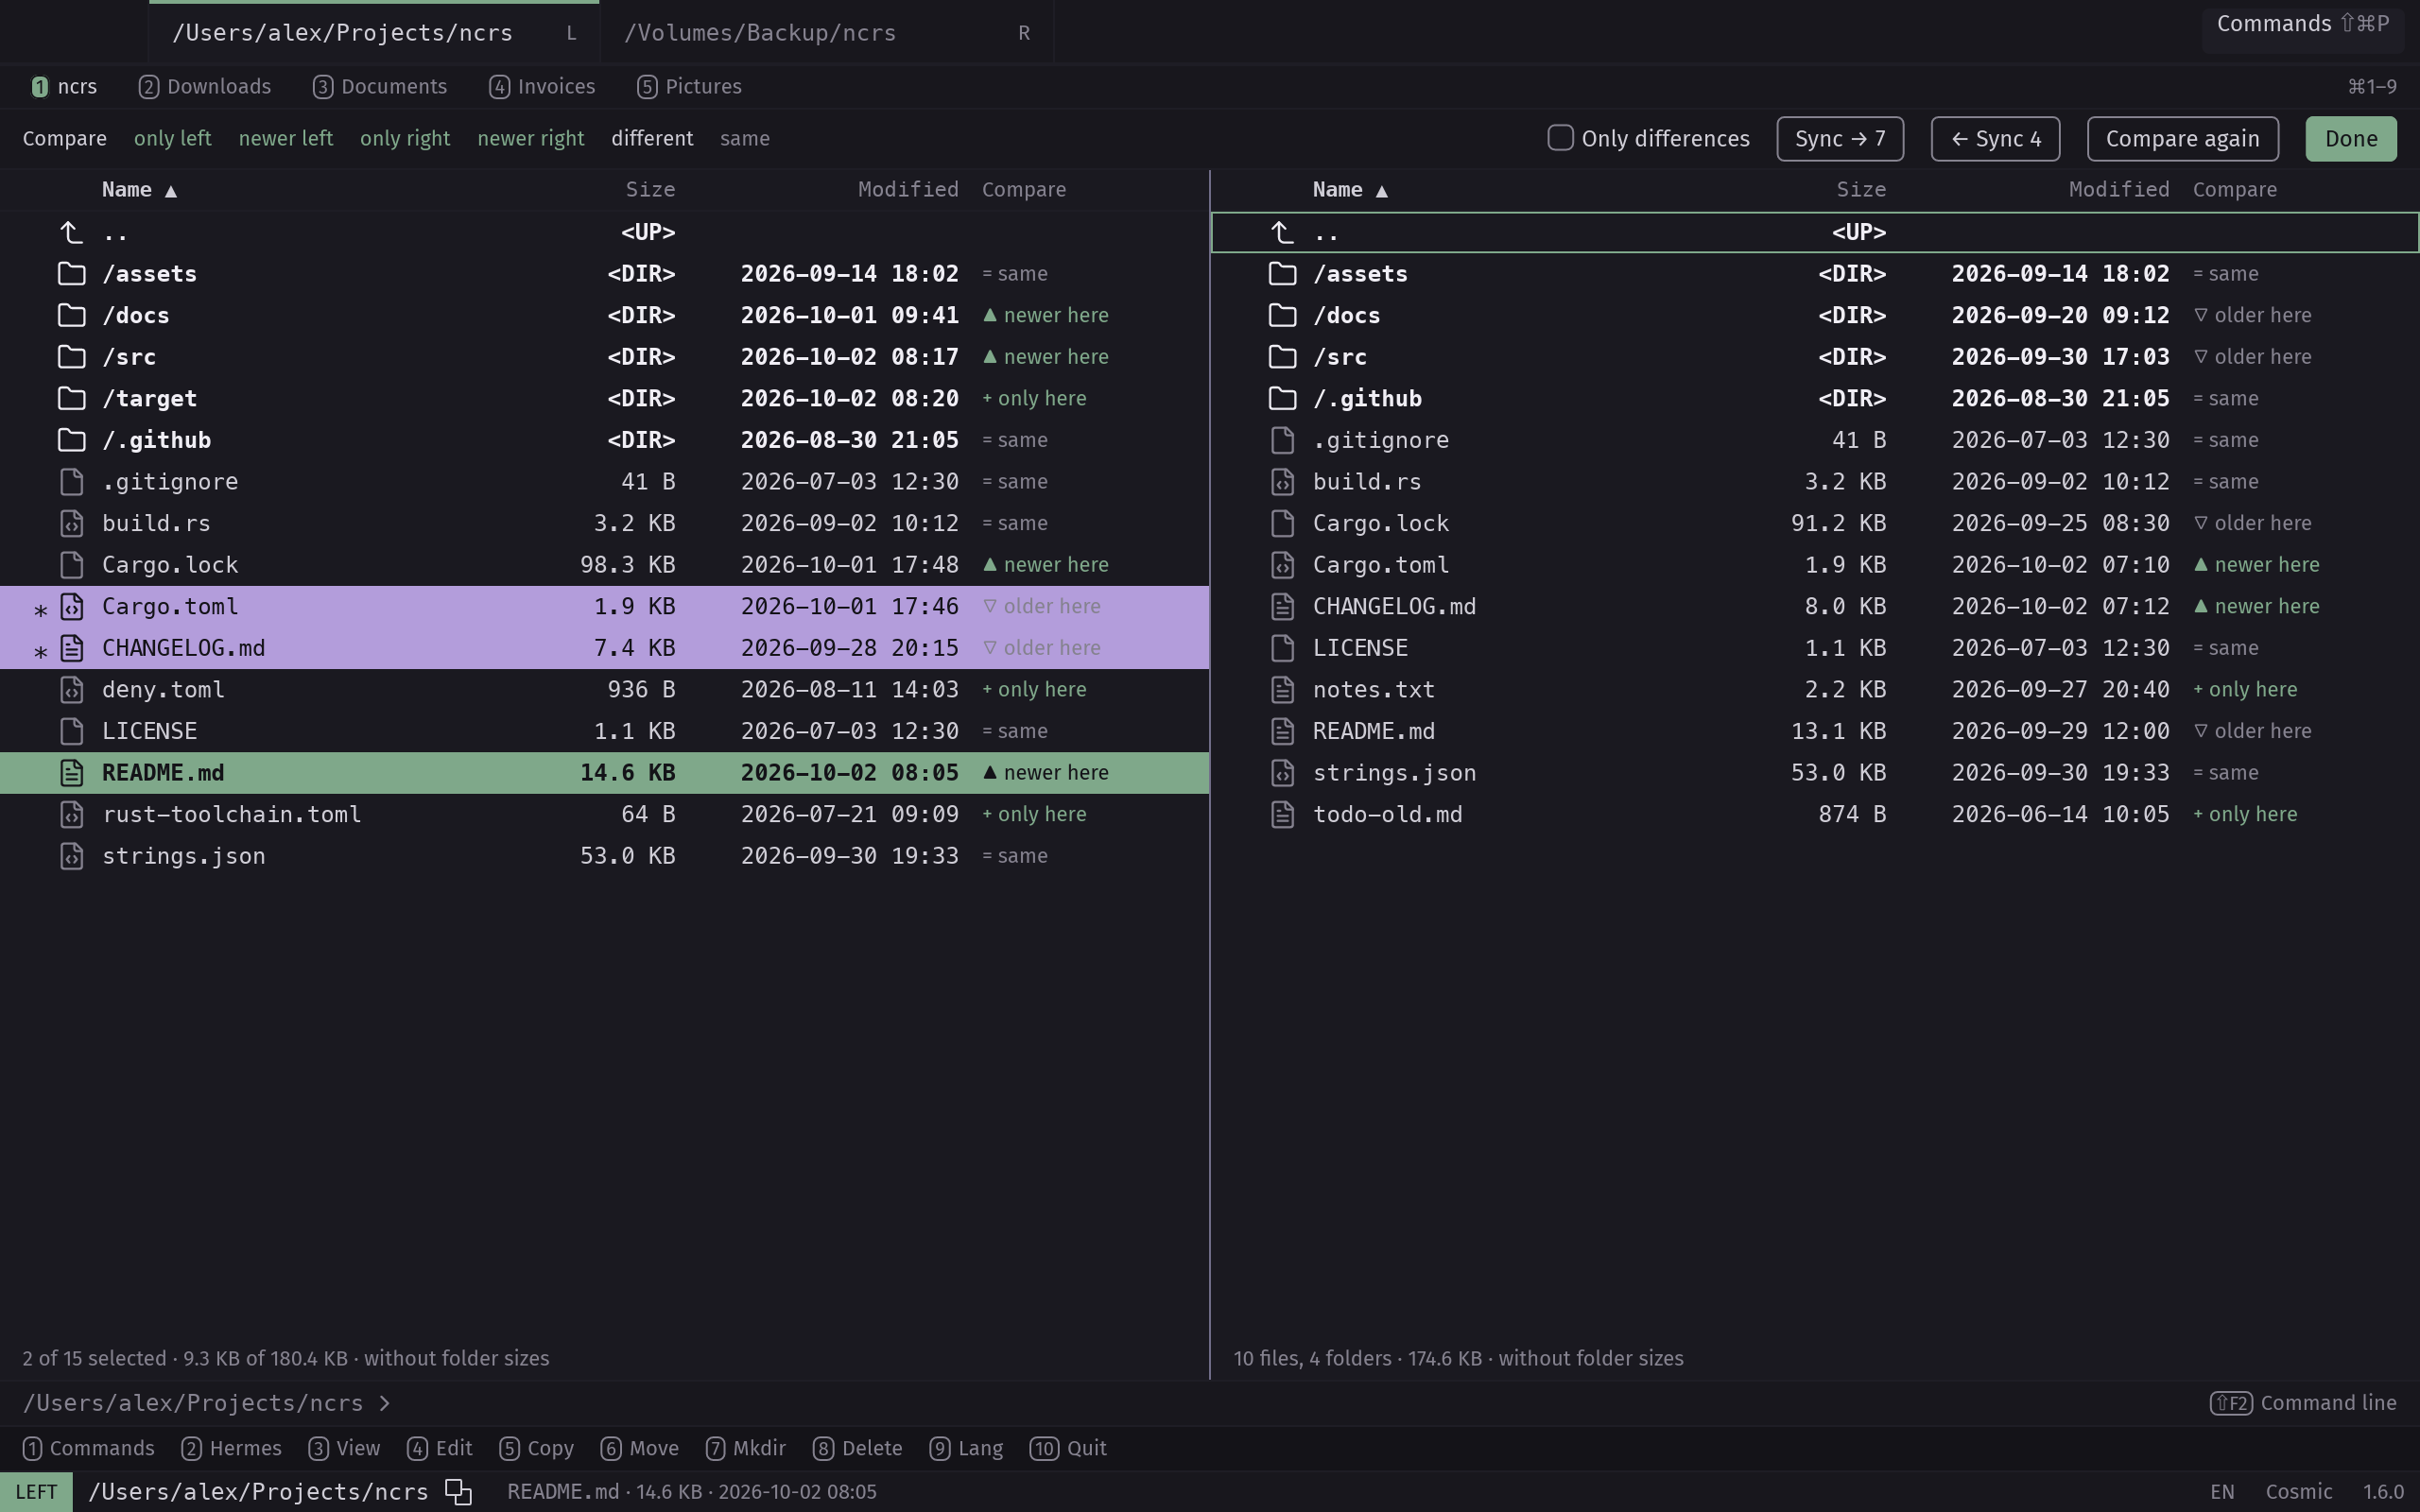 /Users/alex/Projects/ncrs L /Volumes/Backup/ncrs R Commands ⇧⌘P
1 ncrs 2 Downloads 3 Documents 4 Invoices 5 Pictures ⌘1–9
Compare only left newer left only right newer right different same Only differences Sync → 7 ← Sync 4 Compare again Done
Name ▲ Size Modified Compare
.. <UP>
/assets <DIR> 2026-09-14 18:02 = same
/docs <DIR> 2026-10-01 09:41 ▲ newer here
/src <DIR> 2026-10-02 08:17 ▲ newer here
/target <DIR> 2026-10-02 08:20 + only here
/.github <DIR> 2026-08-30 21:05 = same
.gitignore 41 B 2026-07-03 12:30 = same
build.rs 3.2 KB 2026-09-02 10:12 = same
Cargo.lock 98.3 KB 2026-10-01 17:48 ▲ newer here
* Cargo.toml 1.9 KB 2026-10-01 17:46 ▽ older here
* CHANGELOG.md 7.4 KB 2026-09-28 20:15 ▽ older here
deny.toml 936 B 2026-08-11 14:03 + only here
LICENSE 1.1 KB 2026-07-03 12:30 = same
README.md 14.6 KB 2026-10-02 08:05 ▲ newer here
rust-toolchain.toml 64 B 2026-07-21 09:09 + only here
strings.json 53.0 KB 2026-09-30 19:33 = same
2 of 15 selected · 9.3 KB of 180.4 KB · without folder sizes
Name ▲ Size Modified Compare
.. <UP>
/assets <DIR> 2026-09-14 18:02 = same
/docs <DIR> 2026-09-20 09:12 ▽ older here
/src <DIR> 2026-09-30 17:03 ▽ older here
/.github <DIR> 2026-08-30 21:05 = same
.gitignore 41 B 2026-07-03 12:30 = same
build.rs 3.2 KB 2026-09-02 10:12 = same
Cargo.lock 91.2 KB 2026-09-25 08:30 ▽ older here
Cargo.toml 1.9 KB 2026-10-02 07:10 ▲ newer here
CHANGELOG.md 8.0 KB 2026-10-02 07:12 ▲ newer here
LICENSE 1.1 KB 2026-07-03 12:30 = same
notes.txt 2.2 KB 2026-09-27 20:40 + only here
README.md 13.1 KB 2026-09-29 12:00 ▽ older here
strings.json 53.0 KB 2026-09-30 19:33 = same
todo-old.md 874 B 2026-06-14 10:05 + only here
10 files, 4 folders · 174.6 KB · without folder sizes
/Users/alex/Projects/ncrs > ⇧F2 Command line
1 Commands 2 Hermes 3 View 4 Edit 5 Copy 6 Move 7 Mkdir 8 Delete 9 Lang 10 Quit
LEFT /Users/alex/Projects/ncrs README.md · 14.6 KB · 2026-10-02 08:05 EN Cosmic 1.6.0